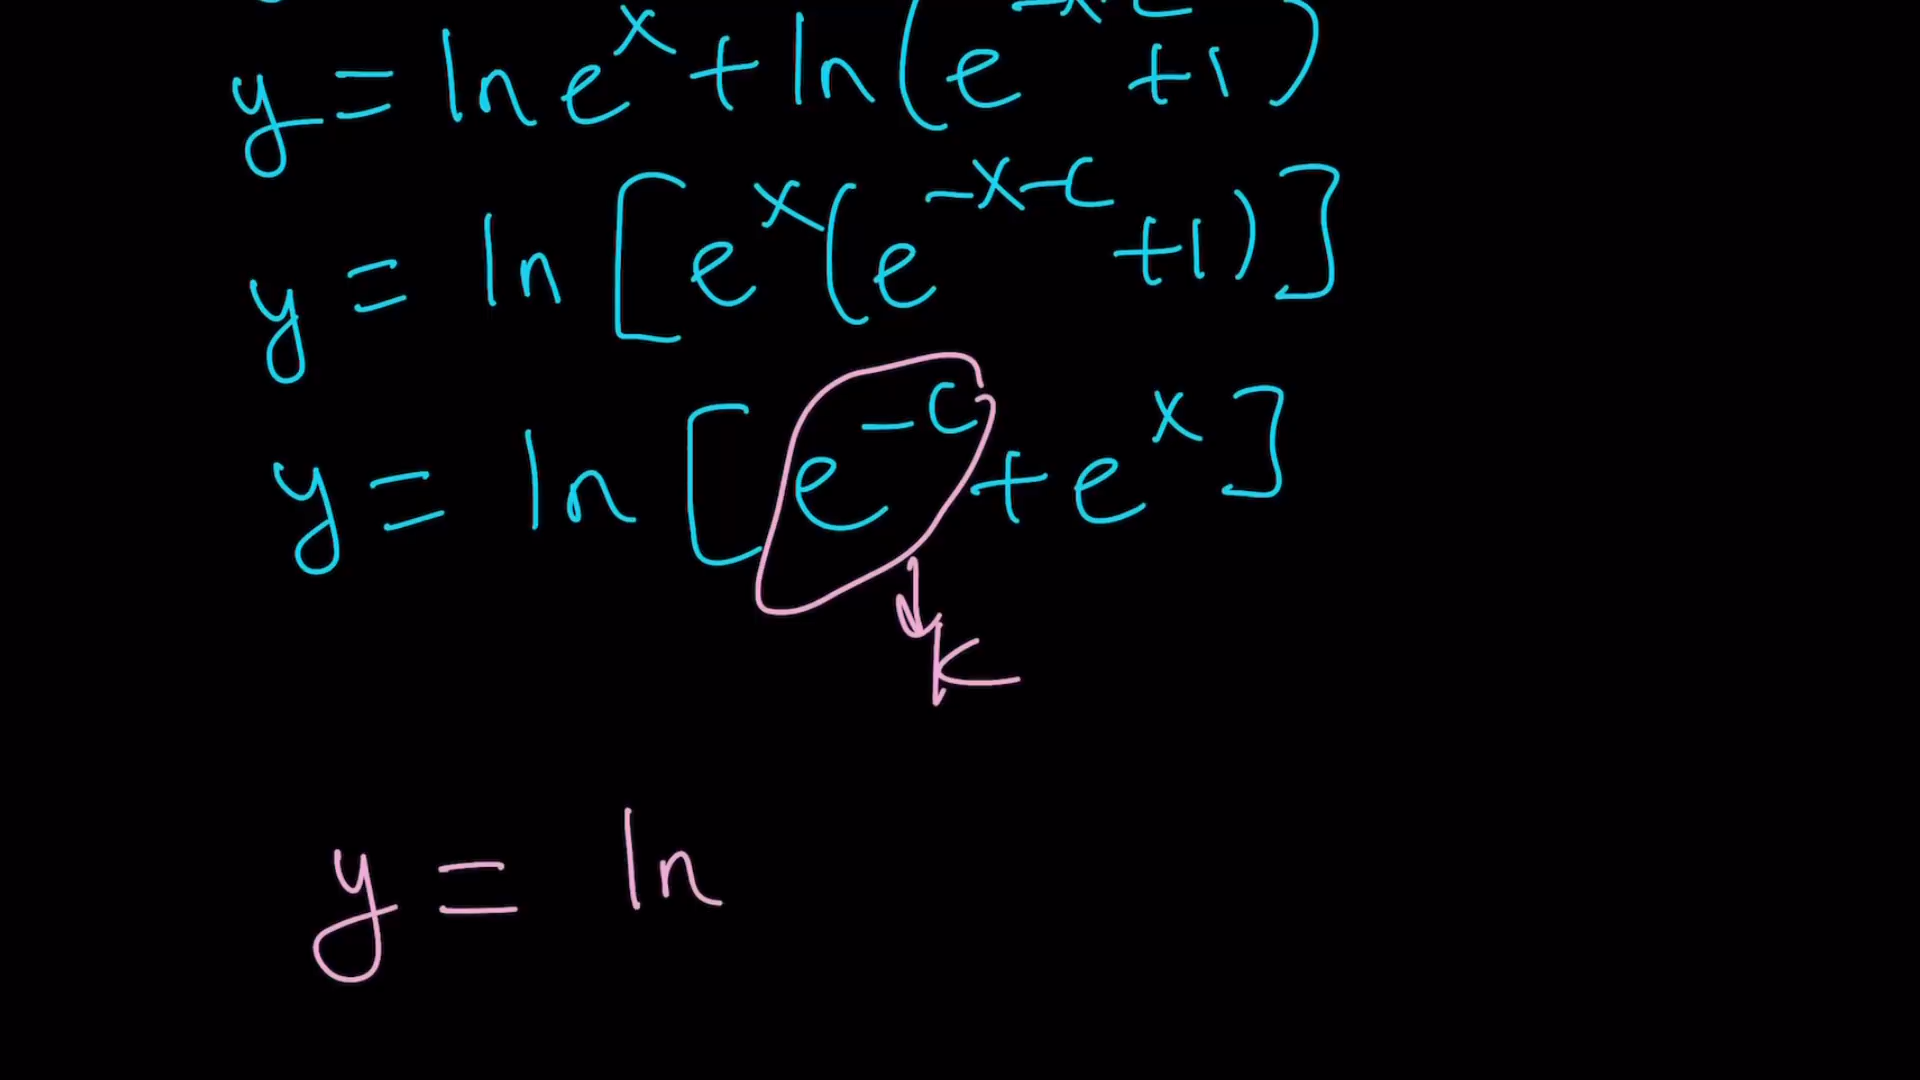 y = ln e^x + ln(e^(-x-c) + 1)
y = ln [e^x (e^(-x-c) + 1)]
y = ln [e^(-c) + e^x]
K
y = ln